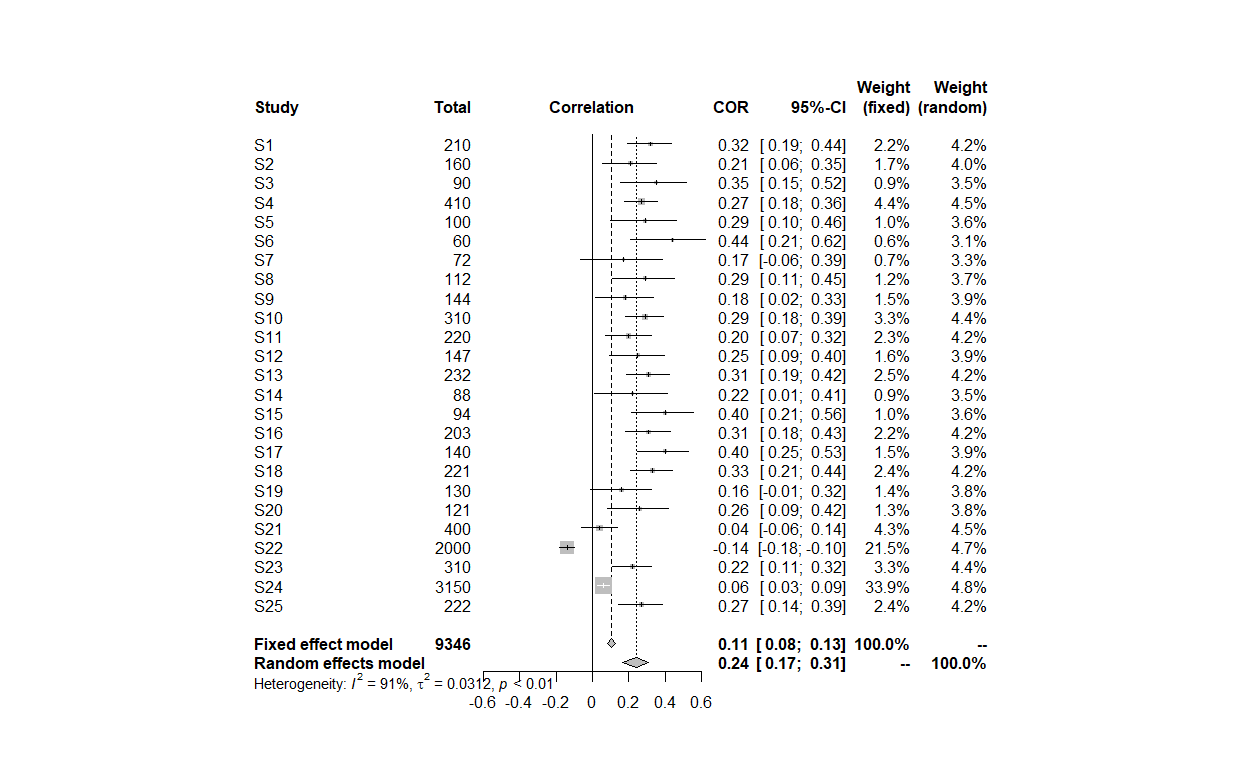 Weight Weight
Study Total Correlation COR 95%-CI (fixed) (random)
S1 210 0.32 [ 0.19; 0.44] 2.2% 4.2%
S2 160 0.21 [ 0.06; 0.35] 1.7% 4.0%
S3 90 0.35 [ 0.15; 0.52] 0.9% 3.5%
S4 410 0.27 [ 0.18; 0.36] 4.4% 4.5%
S5 100 0.29 [ 0.10; 0.46] 1.0% 3.6%
S6 60 0.44 [ 0.21; 0.62] 0.6% 3.1%
S7 72 0.17 [-0.06; 0.39] 0.7% 3.3%
S8 112 0.29 [ 0.11; 0.45] 1.2% 3.7%
S9 144 0.18 [ 0.02; 0.33] 1.5% 3.9%
S10 310 0.29 [ 0.18; 0.39] 3.3% 4.4%
S11 220 0.20 [ 0.07; 0.32] 2.3% 4.2%
S12 147 0.25 [ 0.09; 0.40] 1.6% 3.9%
S13 232 0.31 [ 0.19; 0.42] 2.5% 4.2%
S14 88 0.22 [ 0.01; 0.41] 0.9% 3.5%
S15 94 0.40 [ 0.21; 0.56] 1.0% 3.6%
S16 203 0.31 [ 0.18; 0.43] 2.2% 4.2%
S17 140 0.40 [ 0.25; 0.53] 1.5% 3.9%
S18 221 0.33 [ 0.21; 0.44] 2.4% 4.2%
S19 130 0.16 [-0.01; 0.32] 1.4% 3.8%
S20 121 0.26 [ 0.09; 0.42] 1.3% 3.8%
S21 400 0.04 [-0.06; 0.14] 4.3% 4.5%
S22 2000 -0.14 [-0.18; -0.10] 21.5% 4.7%
S23 310 0.22 [ 0.11; 0.32] 3.3% 4.4%
S24 3150 0.06 [ 0.03; 0.09] 33.9% 4.8%
S25 222 0.27 [ 0.14; 0.39] 2.4% 4.2%
Fixed effect model 9346 0.11 [ 0.08; 0.13] 100.0% --
Random effects model 0.24 [ 0.17; 0.31] -- 100.0%
Heterogeneity: I² = 91%, τ² = 0.0312, p < 0.01
-0.6 -0.4 -0.2 0 0.2 0.4 0.6